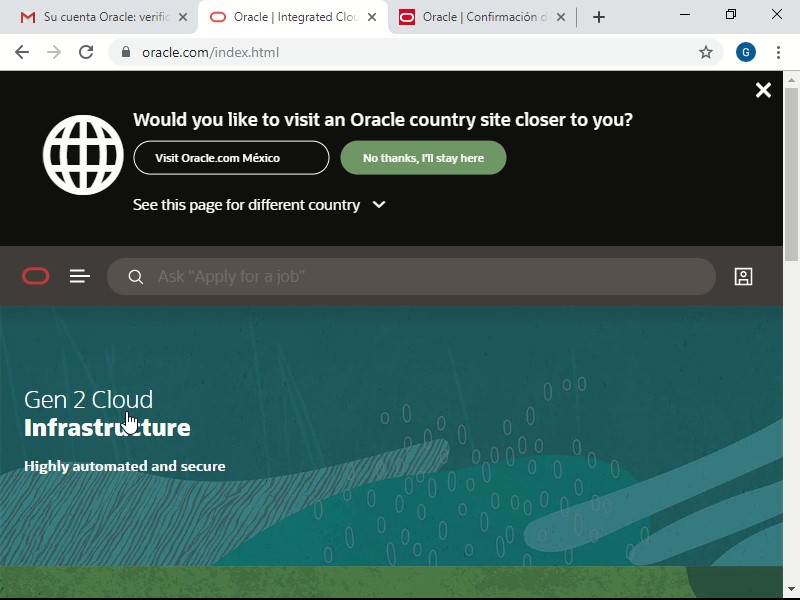 Su cuenta Oracle: verific
Oracle | Integrated Clou
Oracle | Confirmación d
oracle.com/index.html
G
Would you like to visit an Oracle country site closer to you?
Visit Oracle.com México
No thanks, I'll stay here
See this page for different country
Ask "Apply for a job"
Gen 2 Cloud
Infrastructure
Highly automated and secure